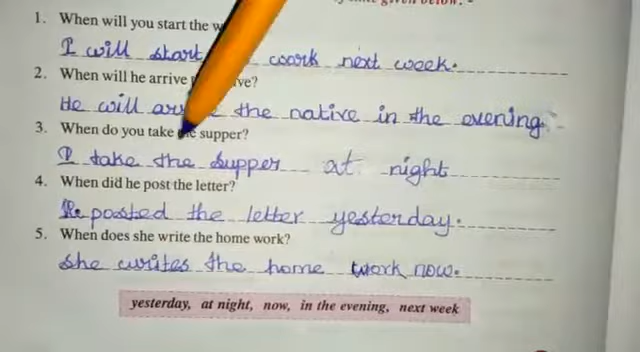 given below.
1. When will you start the
I will start work next week.
2. When will he arrive
He will the native in the evening.
3. When do you take supper?
I take the supper at night
4. When did he post the letter?
He posted the letter yesterday.
5. When does she write the home work?
She writes the home work now.
yesterday, at night, now, in the evening, next week